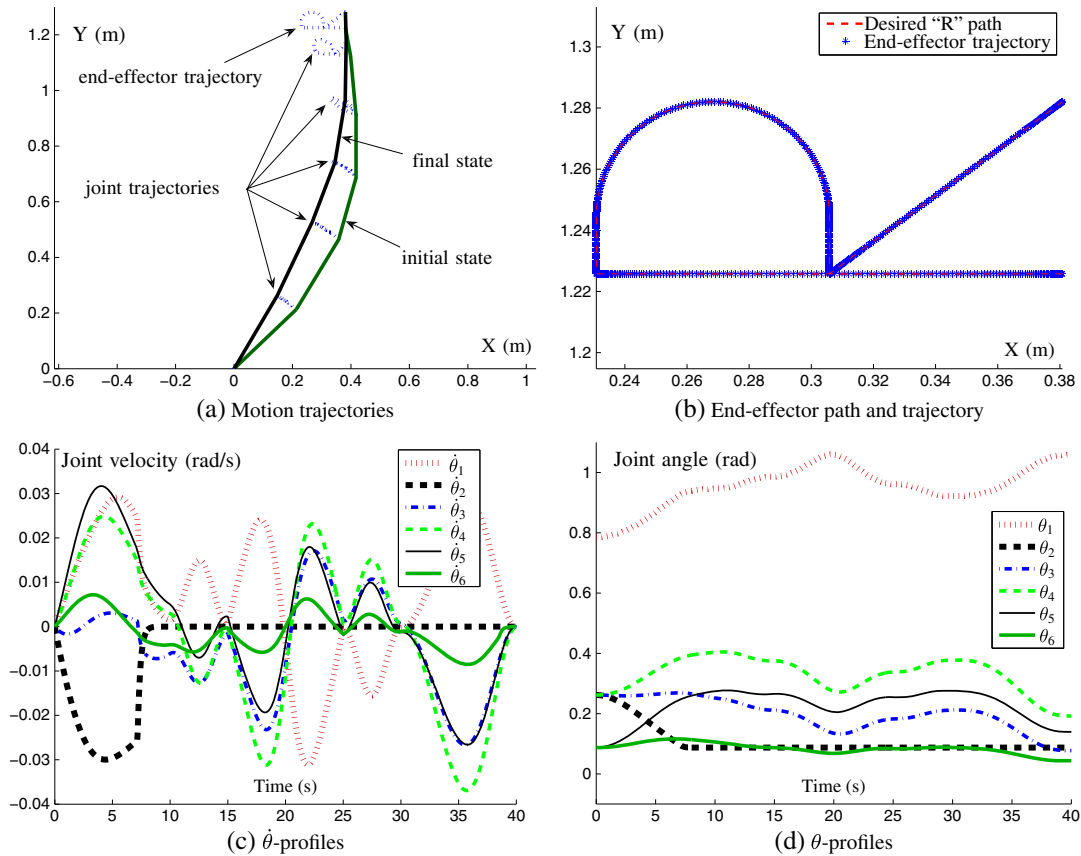 Y (m)
1.2
1
0.8
0.6
0.4
0.2
0
end-effector trajectory
joint trajectories
final state
initial state
X (m)
−0.6 −0.4 −0.2 0 0.2 0.4 0.6 0.8 1
(a) Motion trajectories
Y (m)
Desired “R” path
End-effector trajectory
1.3
1.28
1.26
1.24
1.22
1.2
X (m)
0.24 0.26 0.28 0.3 0.32 0.34 0.36 0.38
(b) End-effector path and trajectory
Joint velocity (rad/s)
0.04
0.03
0.02
0.01
0
−0.01
−0.02
−0.03
−0.04
θ̇1
θ̇2
θ̇3
θ̇4
θ̇5
θ̇6
Time (s)
0 5 10 15 20 25 30 35 40
(c) θ̇-profiles
Joint angle (rad)
1
0.8
0.6
0.4
0.2
0
θ1
θ2
θ3
θ4
θ5
θ6
Time (s)
0 5 10 15 20 25 30 35 40
(d) θ-profiles